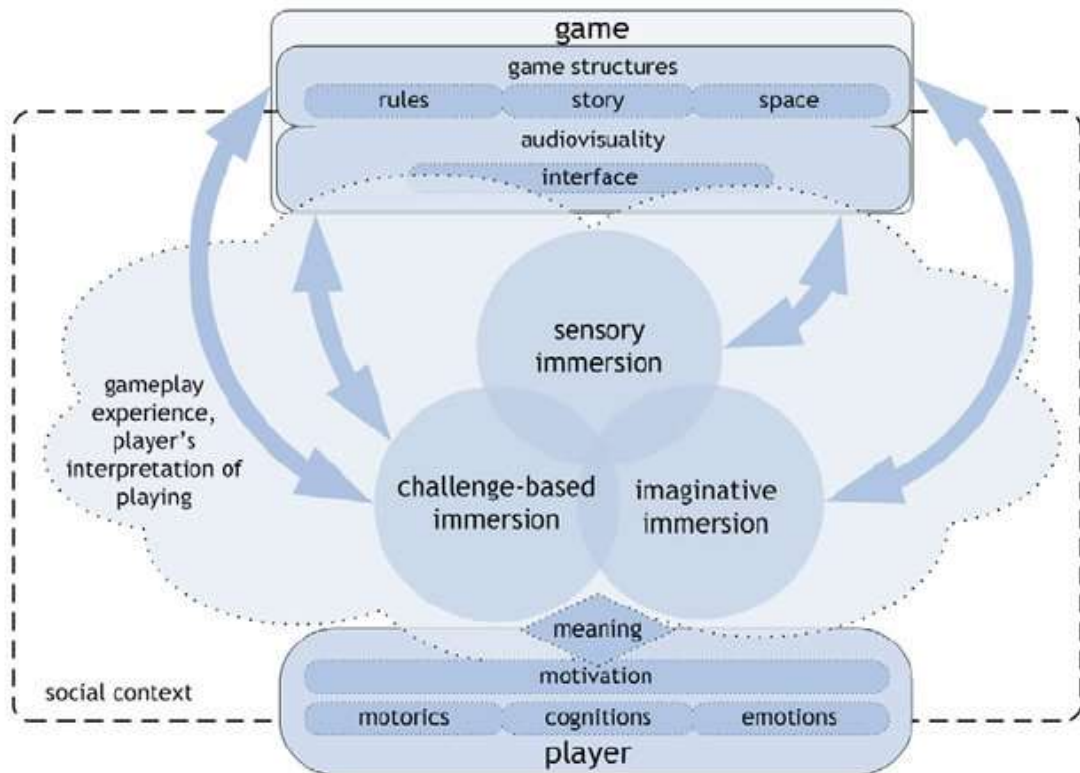 game
game structures
rules story space
audiovisuality
interface
sensory
immersion
gameplay
experience,
player's
interpretation of
playing
challenge-based
immersion
imaginative
immersion
meaning
motivation
social context
motorics cognitions emotions
player